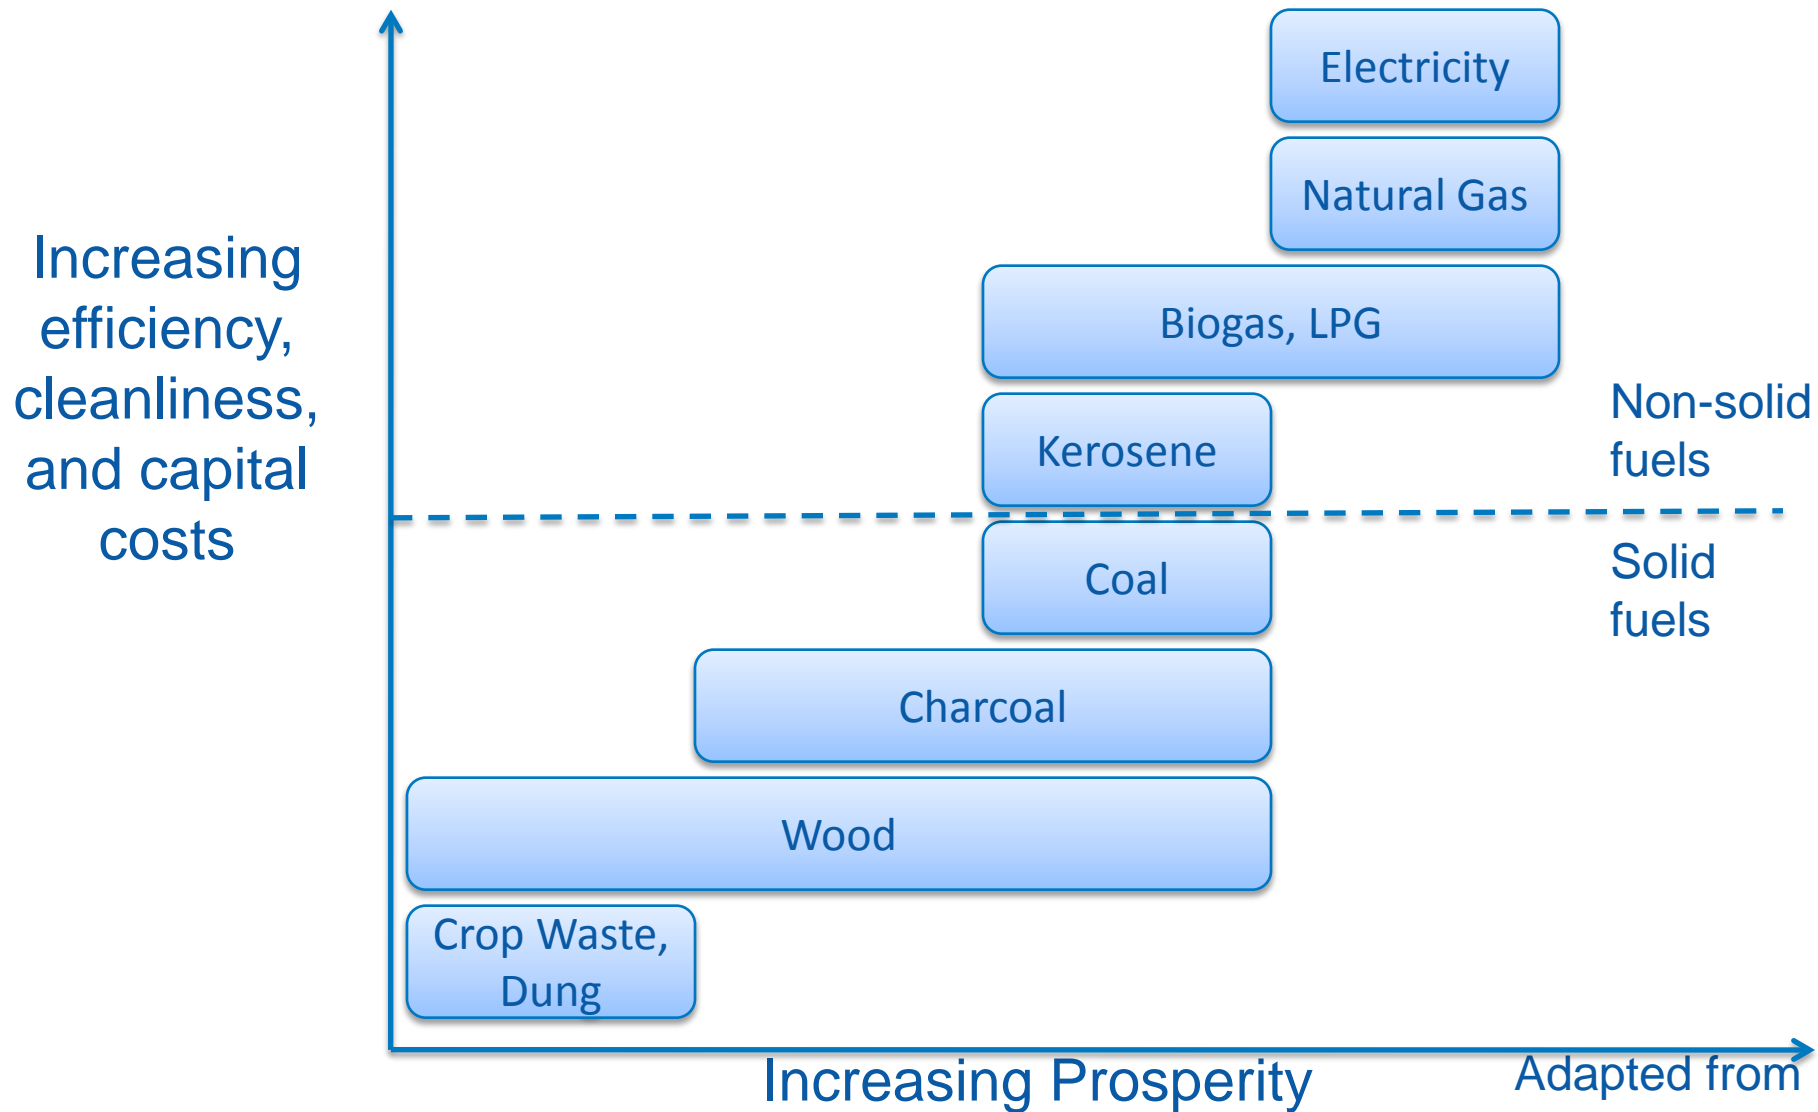 Increasing
efficiency,
cleanliness,
and capital
costs
Electricity
Natural Gas
Biogas, LPG
Kerosene
Non-solid
fuels
Coal
Solid
fuels
Charcoal
Wood
Crop Waste,
Dung
Increasing Prosperity
Adapted from